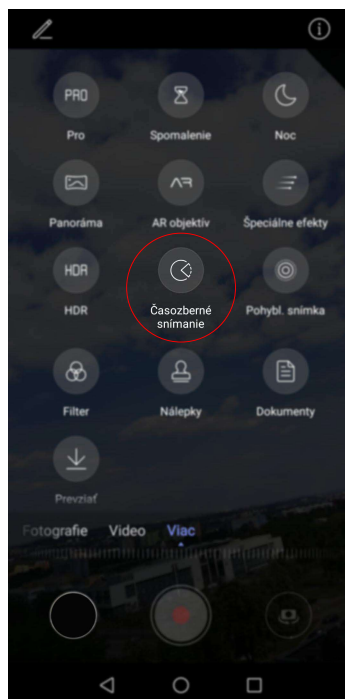 PRO
Pro
Spomalenie
Noc
Panoráma
AR
AR objektív
Špeciálne efekty
HDR
HDR
Časozberné
snímanie
Pohybl. snímka
Filter
Nálepky
Dokumenty
Prevziať
Fotografie Video Viac